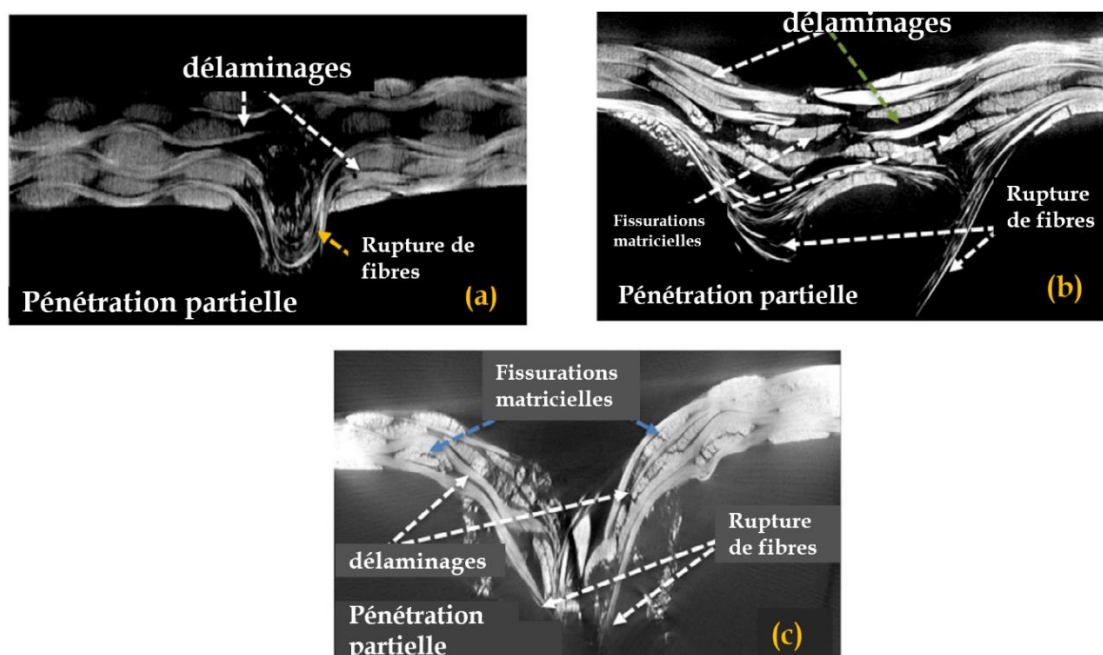 délaminages
Rupture de
fibres
Pénétration partielle
(a)
délaminages
Fissurations
matricielles
Rupture
de fibres
Pénétration partielle
(b)
Fissurations
matricielles
délaminages
Rupture
de fibres
Pénétration
partielle
(c)